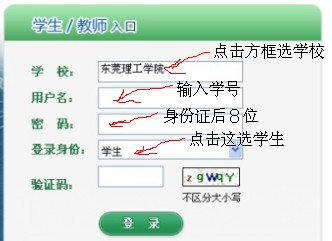 学生/教师 入口
点击方框选学校
学 校: 东莞理工学院
输入学号
用户名:
身份证后8位
密 码:
点击这选学生
登录身份: 学生
验证码: zgWqY
不区分大小写
登 录